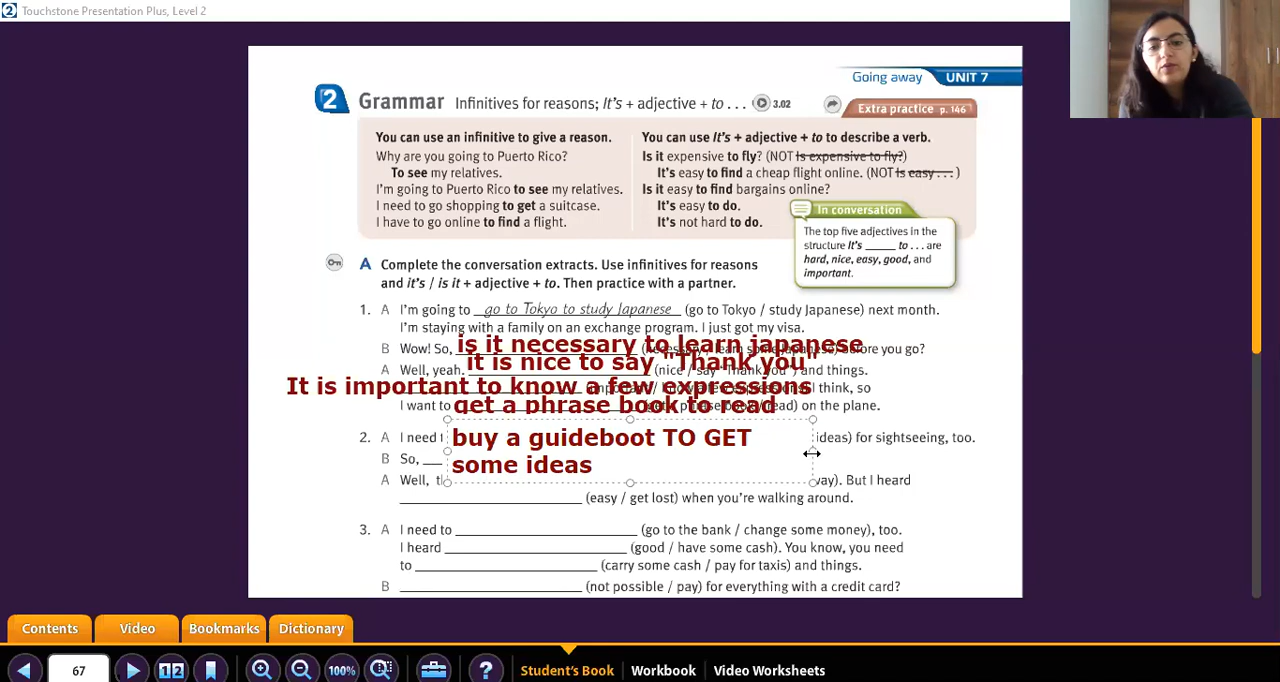 Touchstone Presentation Plus, Level 2
Going away UNIT 7
2 Grammar Infinitives for reasons; It's + adjective + to . . . 3.02
Extra practice p. 146
You can use an infinitive to give a reason.
Why are you going to Puerto Rico?
To see my relatives.
I'm going to Puerto Rico to see my relatives.
I need to go shopping to get a suitcase.
I have to go online to find a flight.
You can use It's + adjective + to to describe a verb.
Is it expensive to fly? (NOT Is expensive to fly?)
It's easy to find a cheap flight online. (NOT Is easy . . . )
Is it easy to find bargains online?
It's easy to do.
It's not hard to do.
In conversation
The top five adjectives in the
structure It's ____ to . . . are
hard, nice, easy, good, and
important.
A Complete the conversation extracts. Use infinitives for reasons
and it's / is it + adjective + to. Then practice with a partner.
1. A I'm going to go to Tokyo to study Japanese (go to Tokyo / study Japanese) next month.
I'm staying with a family on an exchange program. I just got my visa.
B Wow! So, is it necessary to learn japanese before you go?
A Well, yeah. it is nice to say "Thank you" (nice / say "Thank you") and things.
It is important to know a few expressions I think, so
I want to get a phrase book to read on the plane.
2. A I need buy a guideboot TO GET ideas) for sightseeing, too.
some ideas
B So,
A Well, way). But I heard
(easy / get lost) when you're walking around.
3. A I need to (go to the bank / change some money), too.
I heard (good / have some cash). You know, you need
to (carry some cash / pay for taxis) and things.
B (not possible / pay) for everything with a credit card?
Contents Video Bookmarks Dictionary
67 12 100% ? Student's Book Workbook Video Worksheets